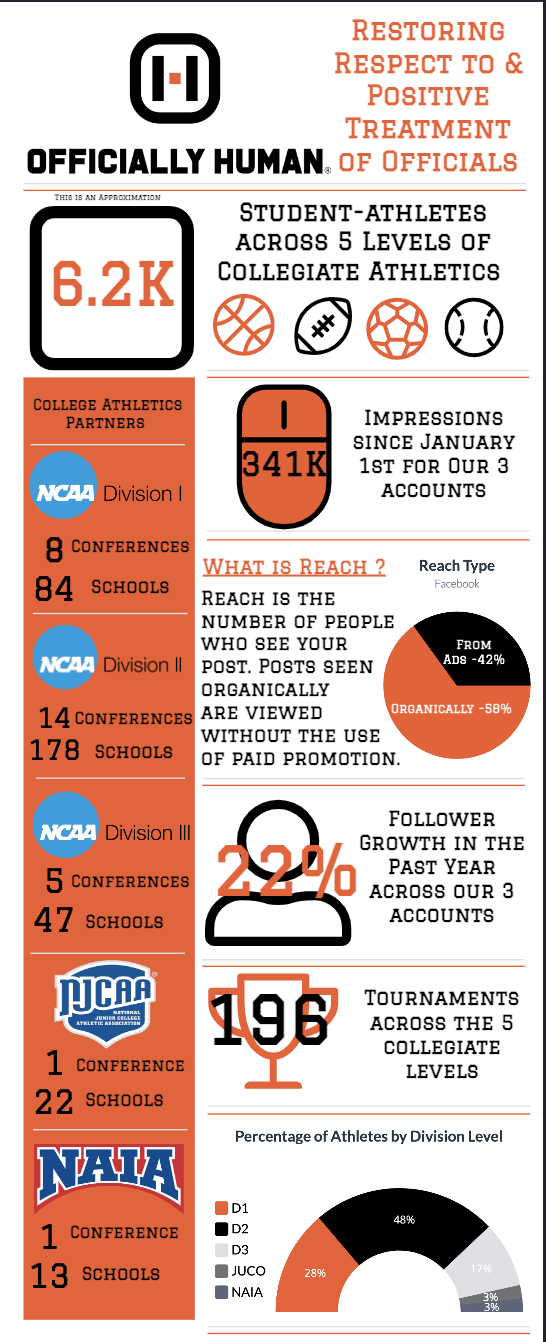 RESTORING
RESPECT TO &
POSITIVE
TREATMENT
OF OFFICIALS
H
OFFICIALLY HUMAN®
THIS IS AN APPROXIMATION
6.2K
STUDENT-ATHLETES
ACROSS 5 LEVELS OF
COLLEGIATE ATHLETICS
COLLEGE ATHLETICS
PARTNERS
NCAA Division I
8 CONFERENCES
84 SCHOOLS
NCAA Division II
14 CONFERENCES
178 SCHOOLS
NCAA Division III
5 CONFERENCES
47 SCHOOLS
NJCAA®
NATIONAL
JUNIOR COLLEGE
ATHLETIC ASSOCIATION
1 CONFERENCE
22 SCHOOLS
NAIA
1 CONFERENCE
13 SCHOOLS
341K
IMPRESSIONS
SINCE JANUARY
1ST FOR OUR 3
ACCOUNTS
WHAT IS REACH ?
REACH IS THE
NUMBER OF PEOPLE
WHO SEE YOUR
POST. POSTS SEEN
ORGANICALLY
ARE VIEWED
WITHOUT THE USE
OF PAID PROMOTION.
Reach Type
Facebook
FROM
ADS -42%
ORGANICALLY -58%
22%
FOLLOWER
GROWTH IN THE
PAST YEAR
ACROSS OUR 3
ACCOUNTS
196
TOURNAMENTS
ACROSS THE 5
COLLEGIATE
LEVELS
Percentage of Athletes by Division Level
D1
D2
D3
JUCO
NAIA
28%
48%
17%
3%
3%